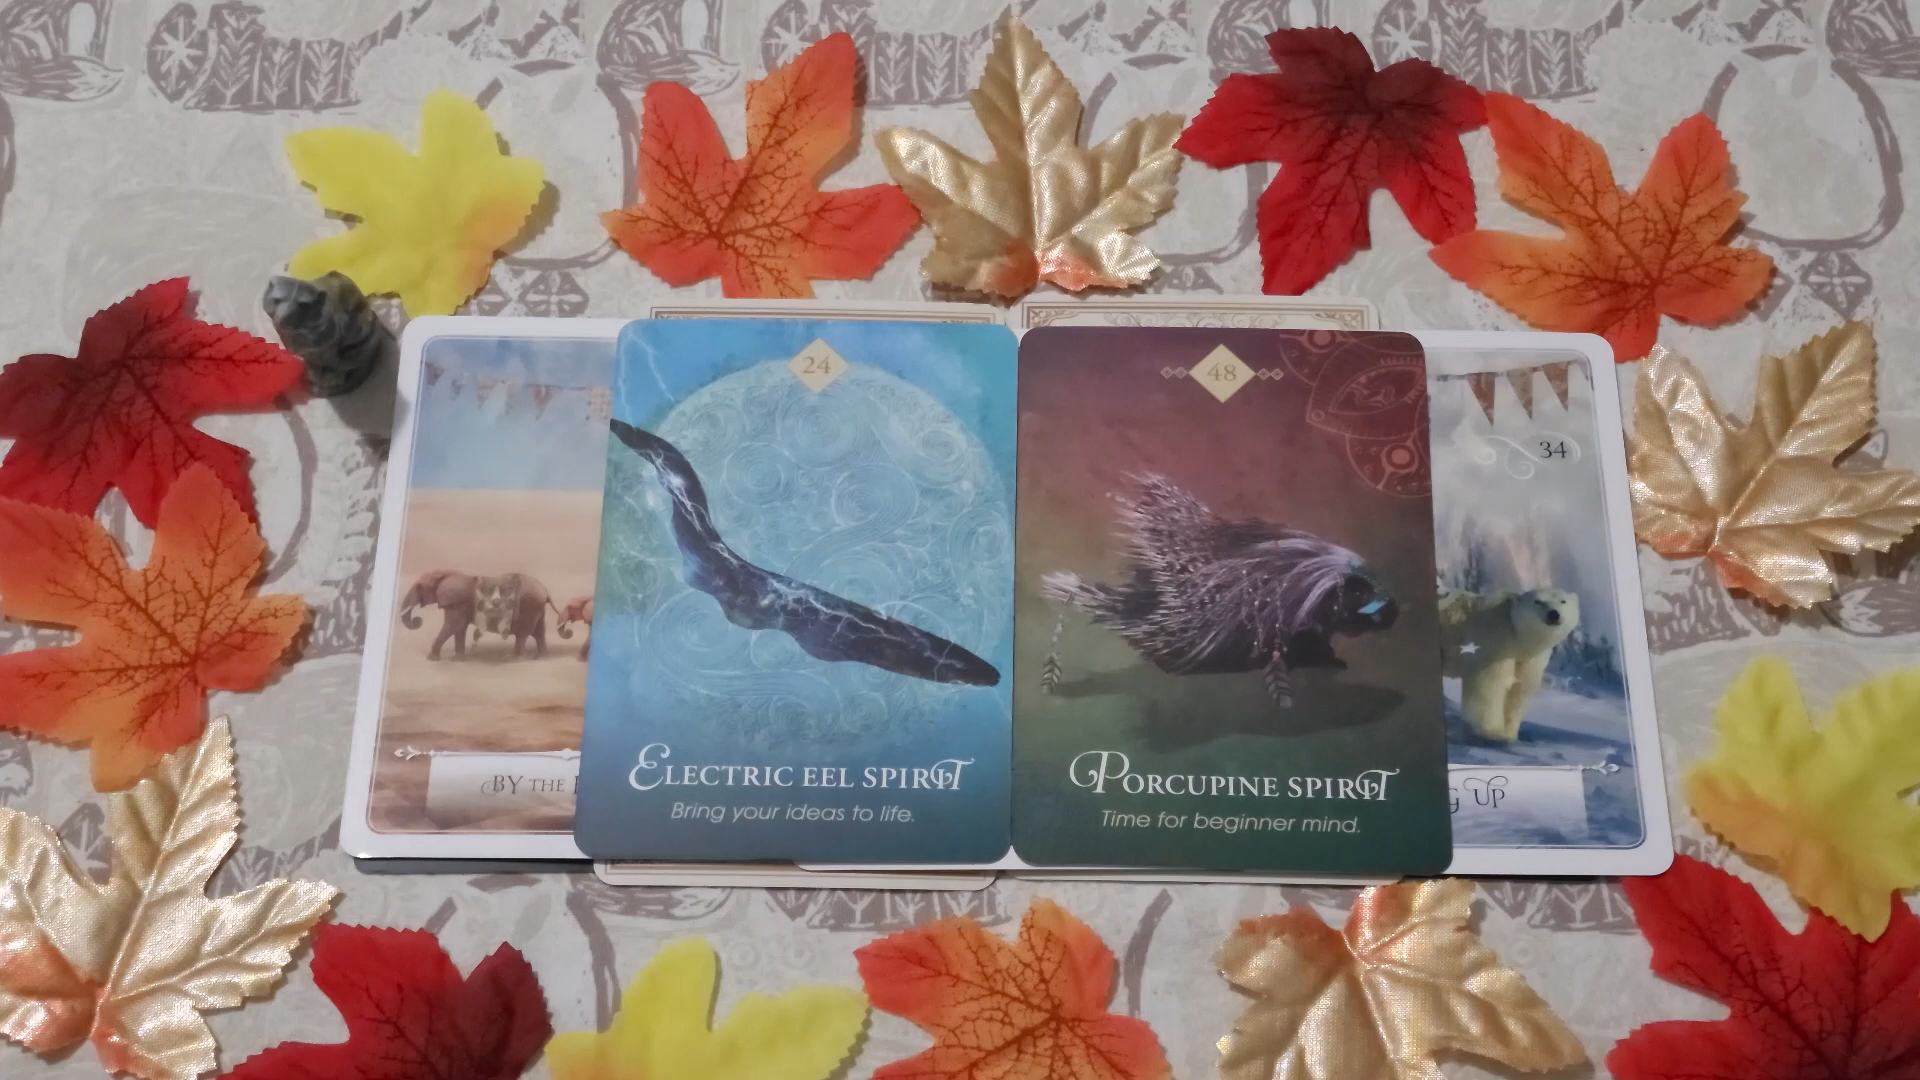 24
48
34
ELECTRIC EEL SPIRIT
Bring your ideas to life.
PORCUPINE SPIRIT
Time for beginner mind.
BY THE
UP